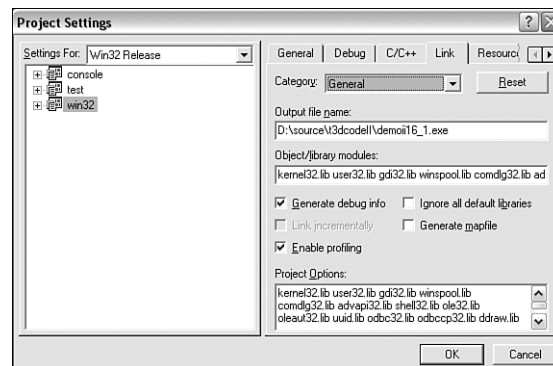 Project Settings
Settings For: Win32 Release
console
test
win32
General Debug C/C++ Link Resourc
Category: General Reset
Output file name:
D:\source\t3dcodeII\demoii16_1.exe
Object/library modules:
kernel32.lib user32.lib gdi32.lib winspool.lib comdlg32.lib ad
Generate debug info Ignore all default libraries
Link incrementally Generate mapfile
Enable profiling
Project Options:
kernel32.lib user32.lib gdi32.lib winspool.lib
comdlg32.lib advapi32.lib shell32.lib ole32.lib
oleaut32.lib uuid.lib odbc32.lib odbccp32.lib ddraw.lib
OK Cancel